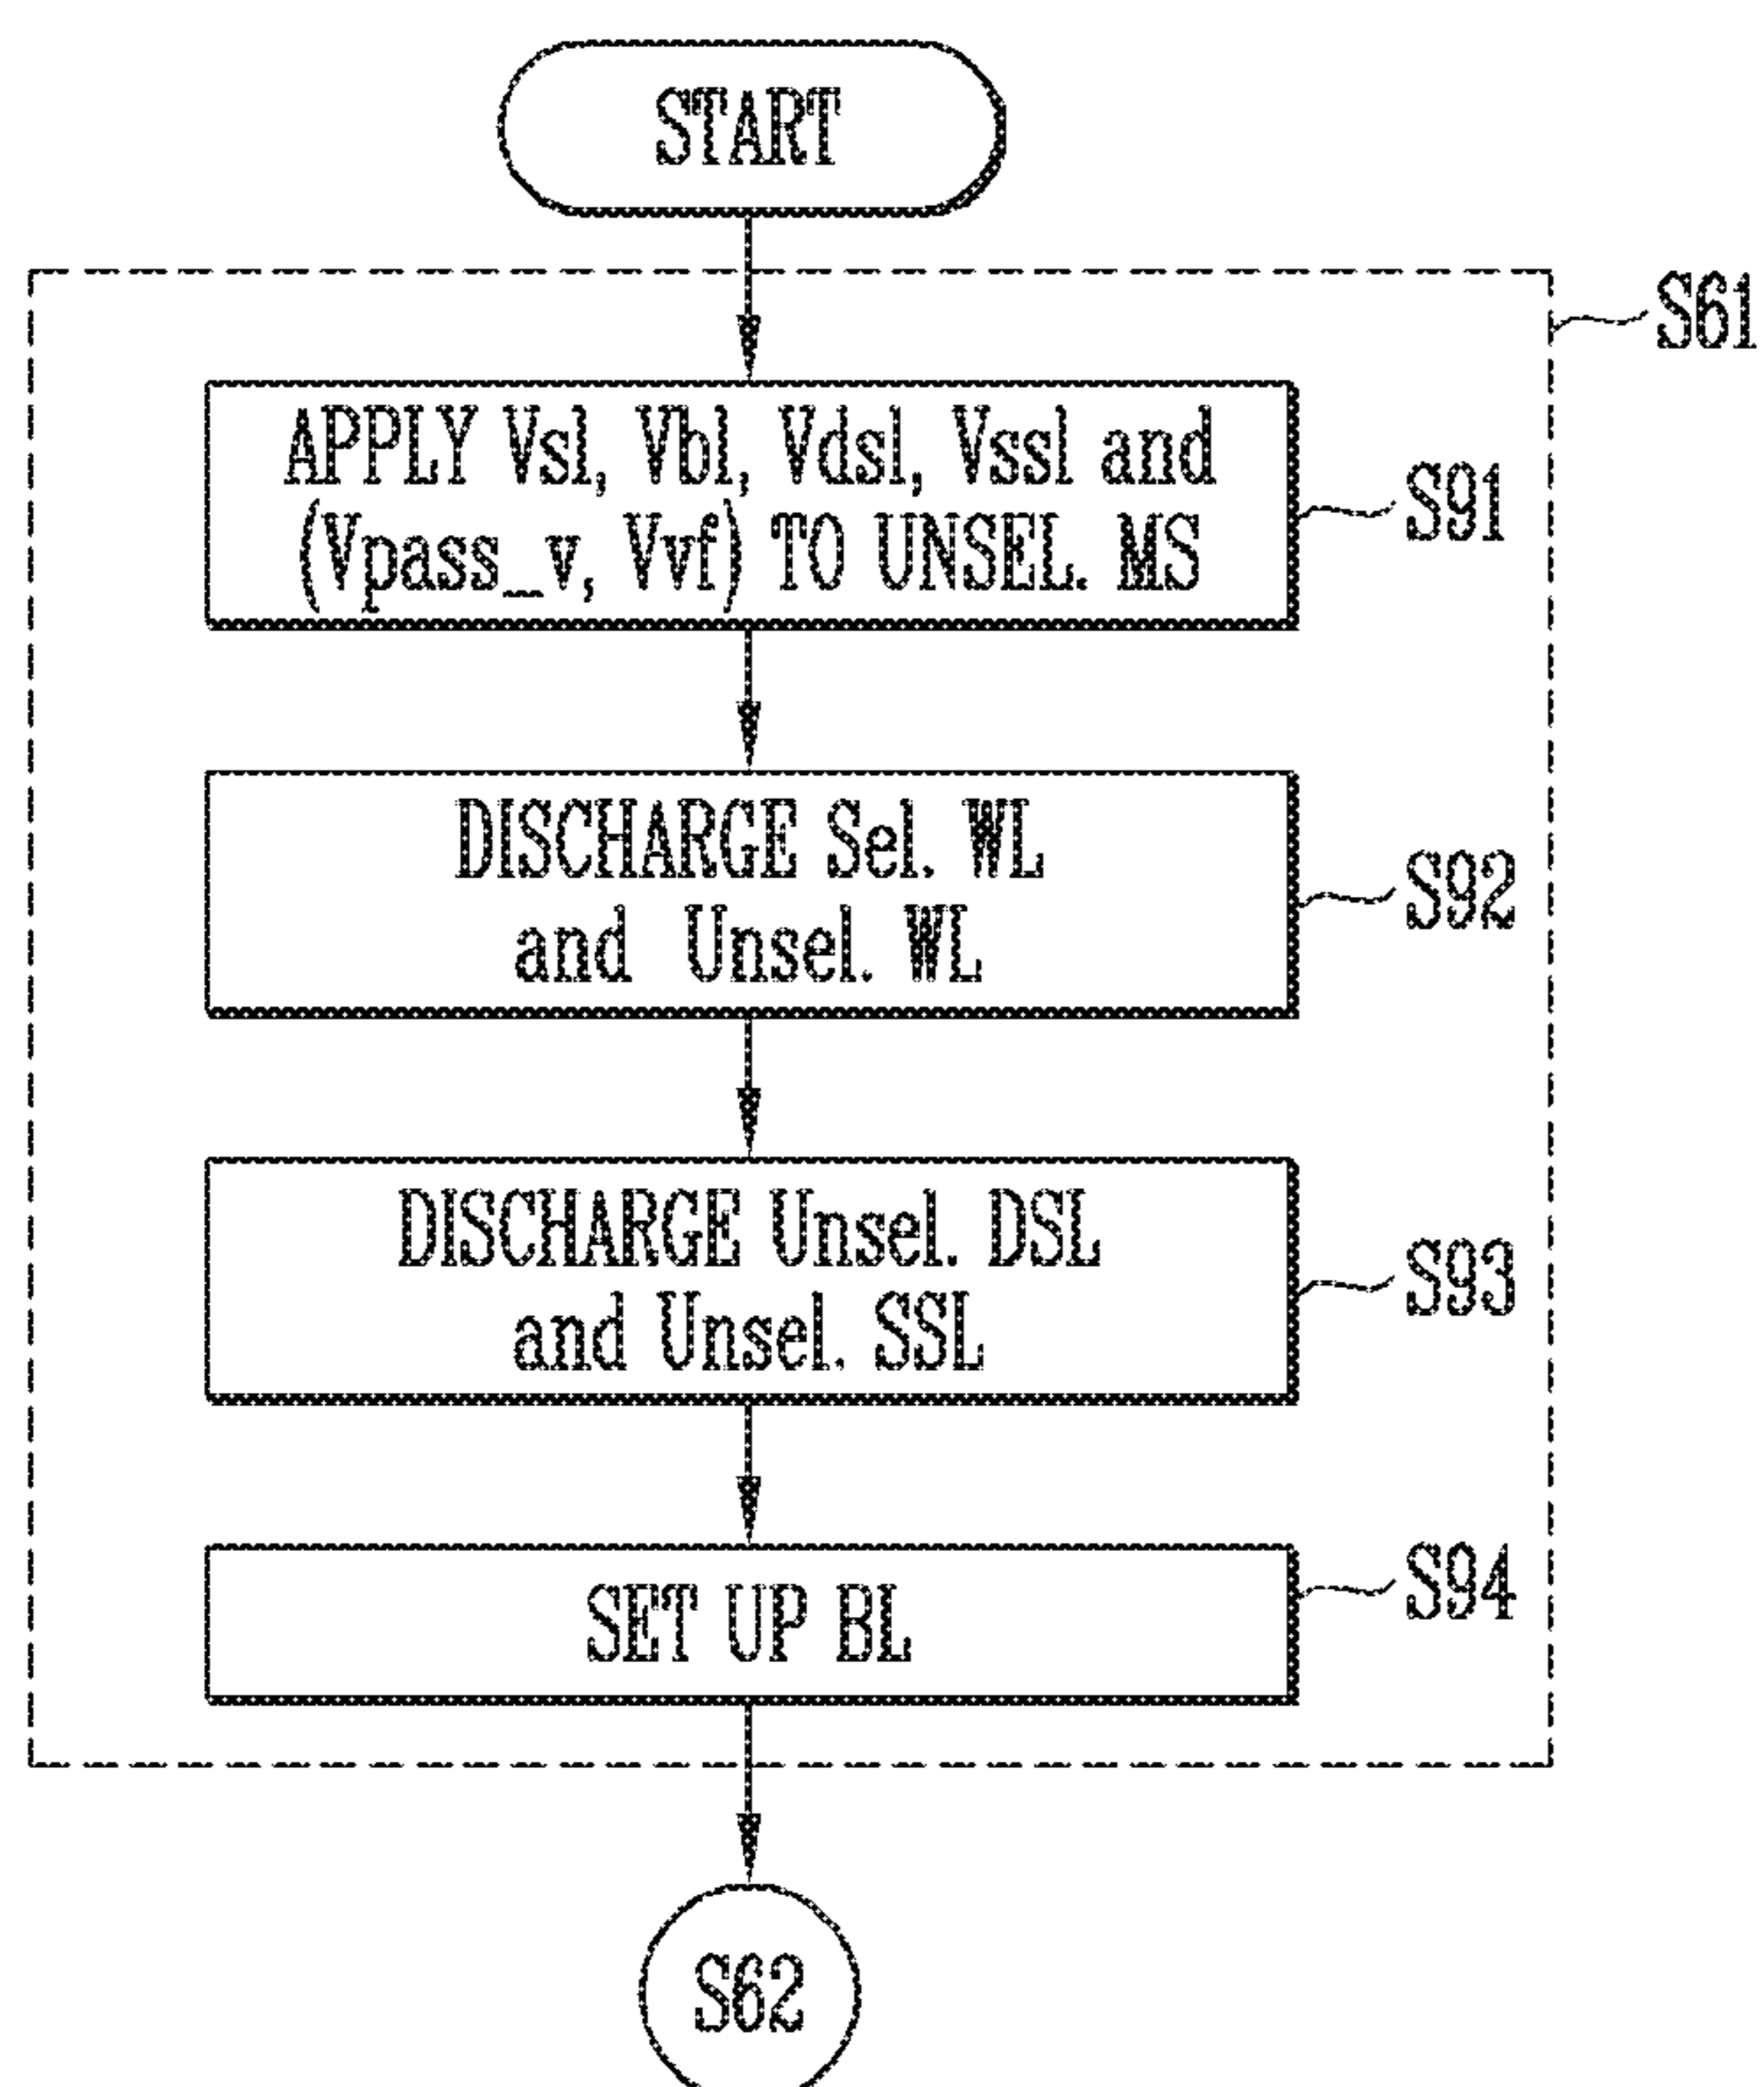 START
S61
APPLY Vsl, Vbl, Vdsl, Vssl and
(Vpass_v, Vvf) TO UNSEL. MS
S91
DISCHARGE Sel. WL
and Unsel. WL
S92
DISCHARGE Unsel. DSL
and Unsel. SSL
S93
SET UP BL
S94
S62